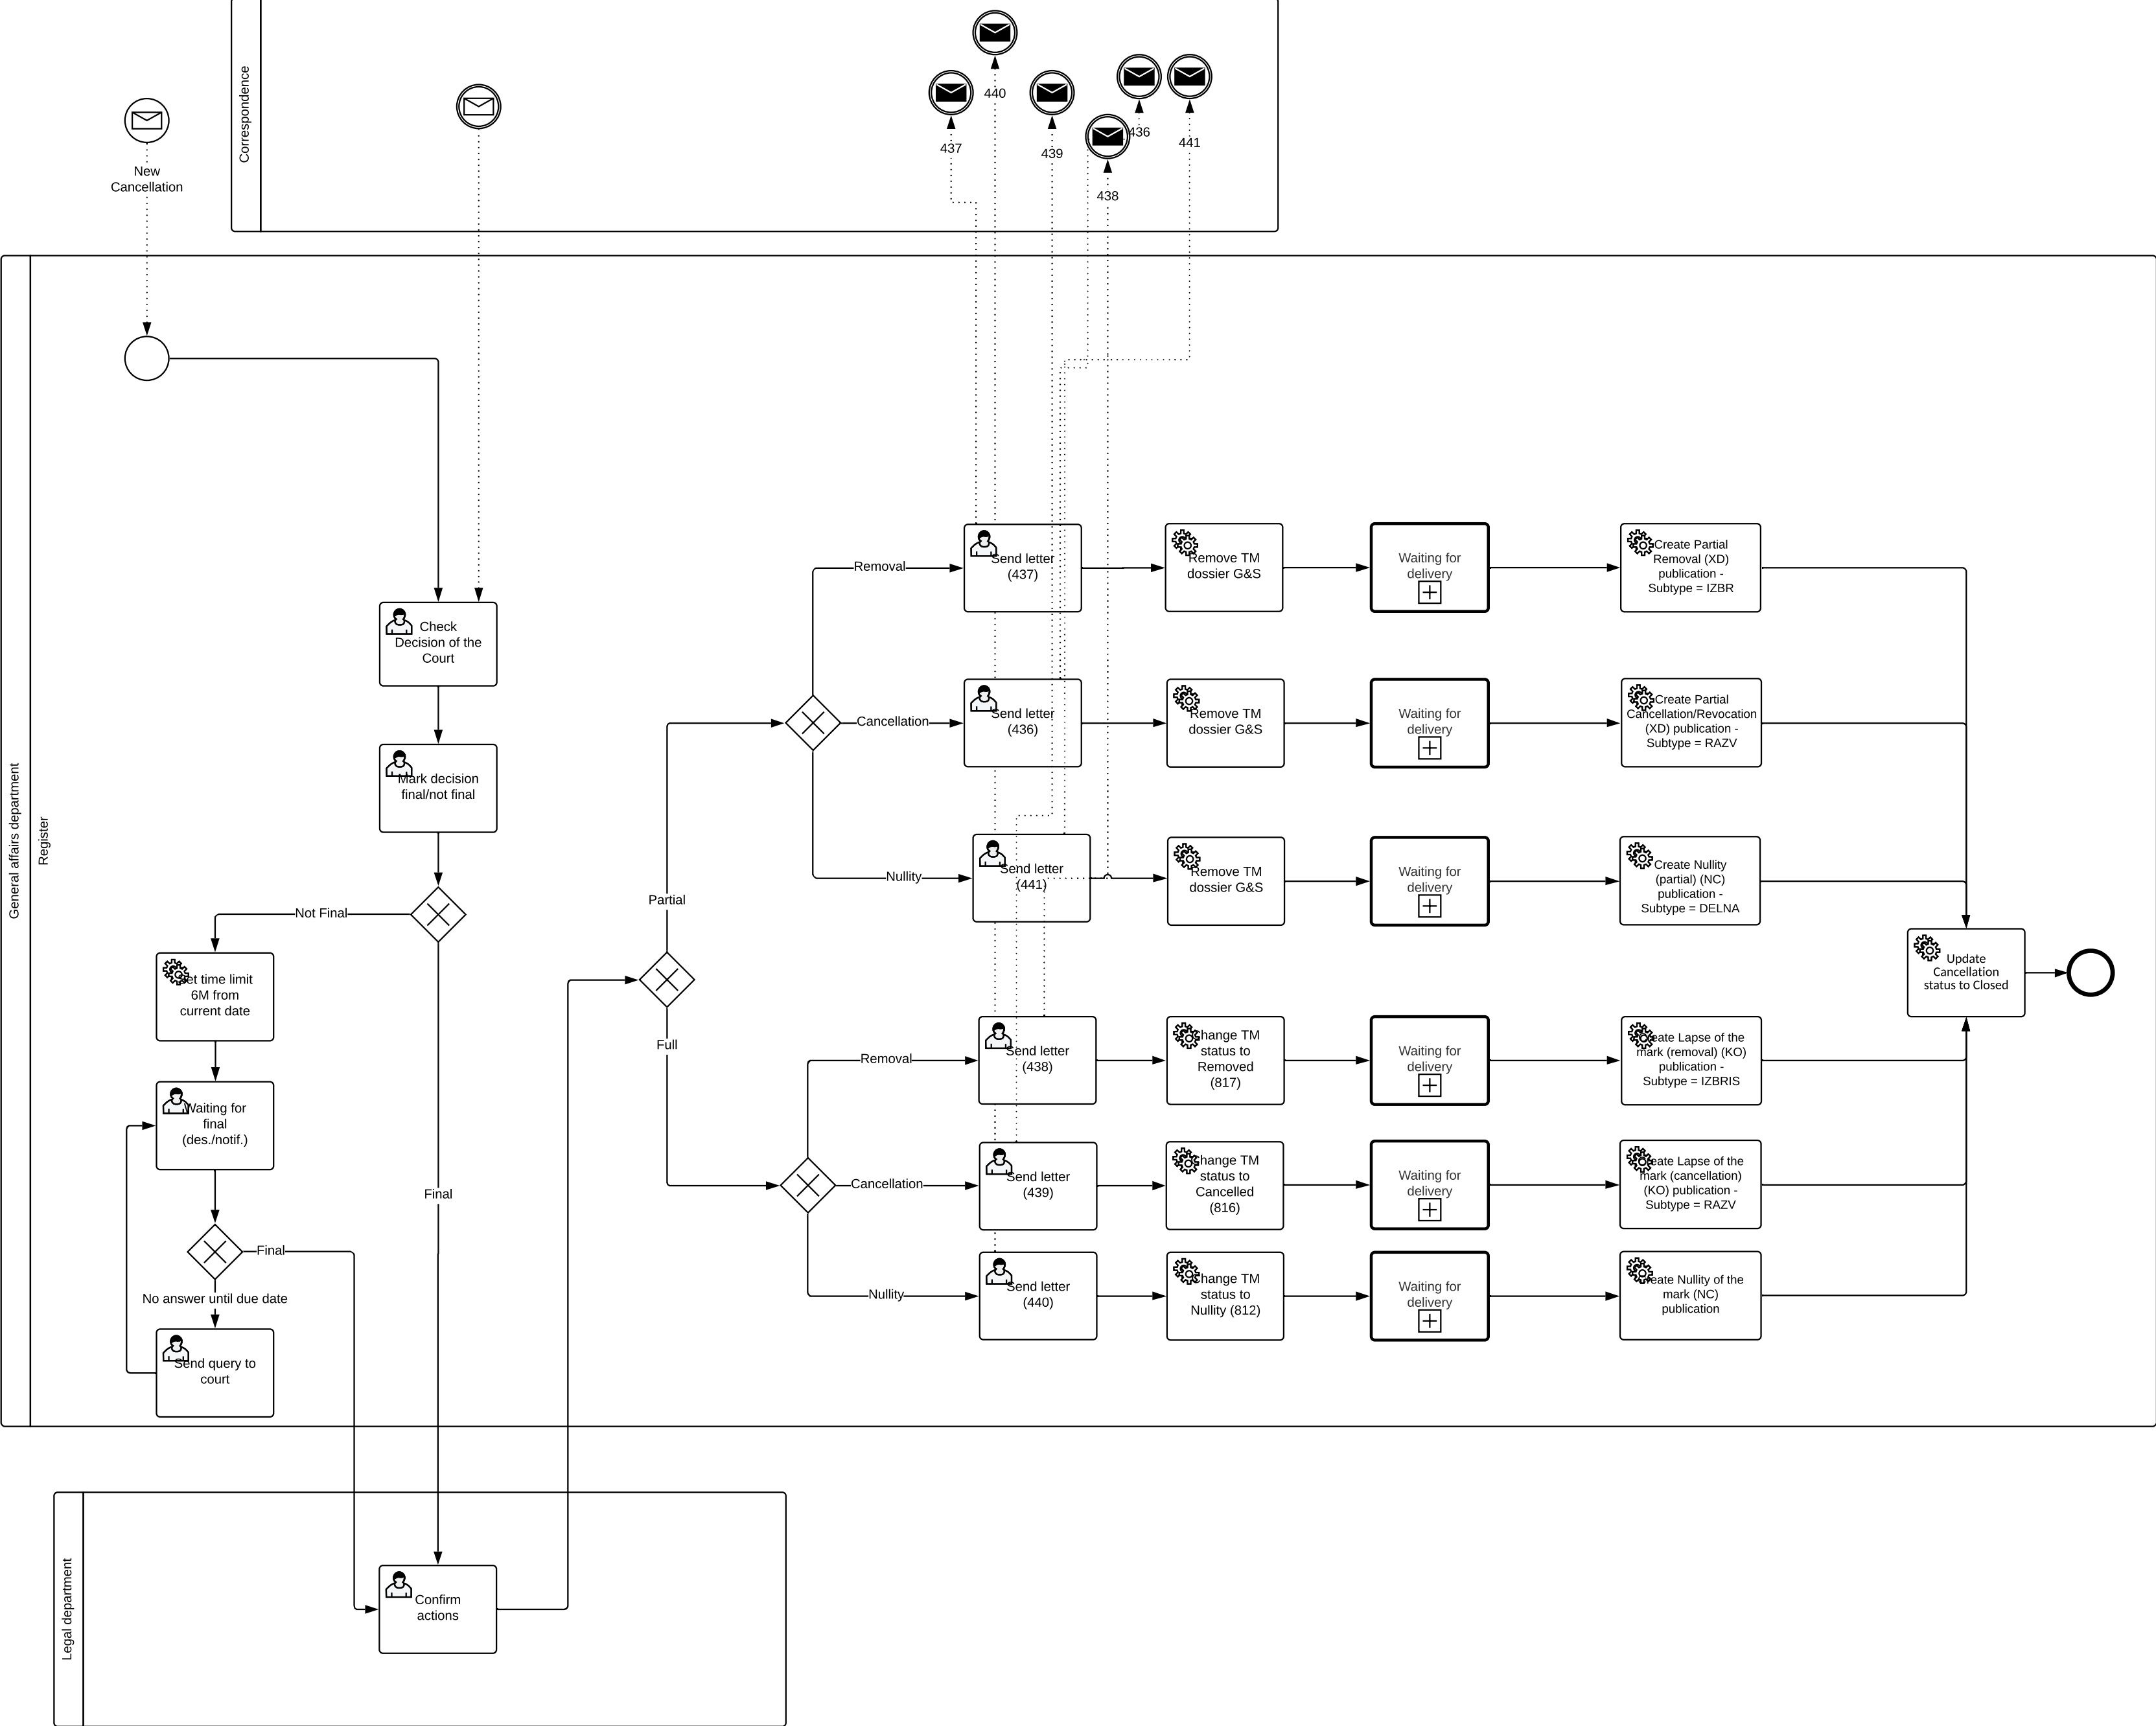 Correspondence
440
437
439
436
438
441
New
Cancellation
General affairs department
Register
Check
Decision of the
Court
Mark decision
final/not final
Not Final
Final
Set time limit
6M from
current date
Waiting for
final
(des./notif.)
Final
No answer until due date
Send query to
court
Partial
Full
Removal
Send letter
(437)
Remove TM
dossier G&S
Waiting for
delivery
Create Partial
Removal (XD)
publication -
Subtype = IZBR
Cancellation
Send letter
(436)
Remove TM
dossier G&S
Waiting for
delivery
Create Partial
Cancellation/Revocation
(XD) publication -
Subtype = RAZV
Nullity
Send letter
(441)
Remove TM
dossier G&S
Waiting for
delivery
Create Nullity
(partial) (NC)
publication -
Subtype = DELNA
Update
Cancellation
status to Closed
Removal
Send letter
(438)
Change TM
status to
Removed
(817)
Waiting for
delivery
Create Lapse of the
mark (removal) (KO)
publication -
Subtype = IZBRIS
Cancellation
Send letter
(439)
Change TM
status to
Cancelled
(816)
Waiting for
delivery
Create Lapse of the
mark (cancellation)
(KO) publication -
Subtype = RAZV
Nullity
Send letter
(440)
Change TM
status to
Nullity (812)
Waiting for
delivery
Create Nullity of the
mark (NC)
publication
Legal department
Confirm
actions